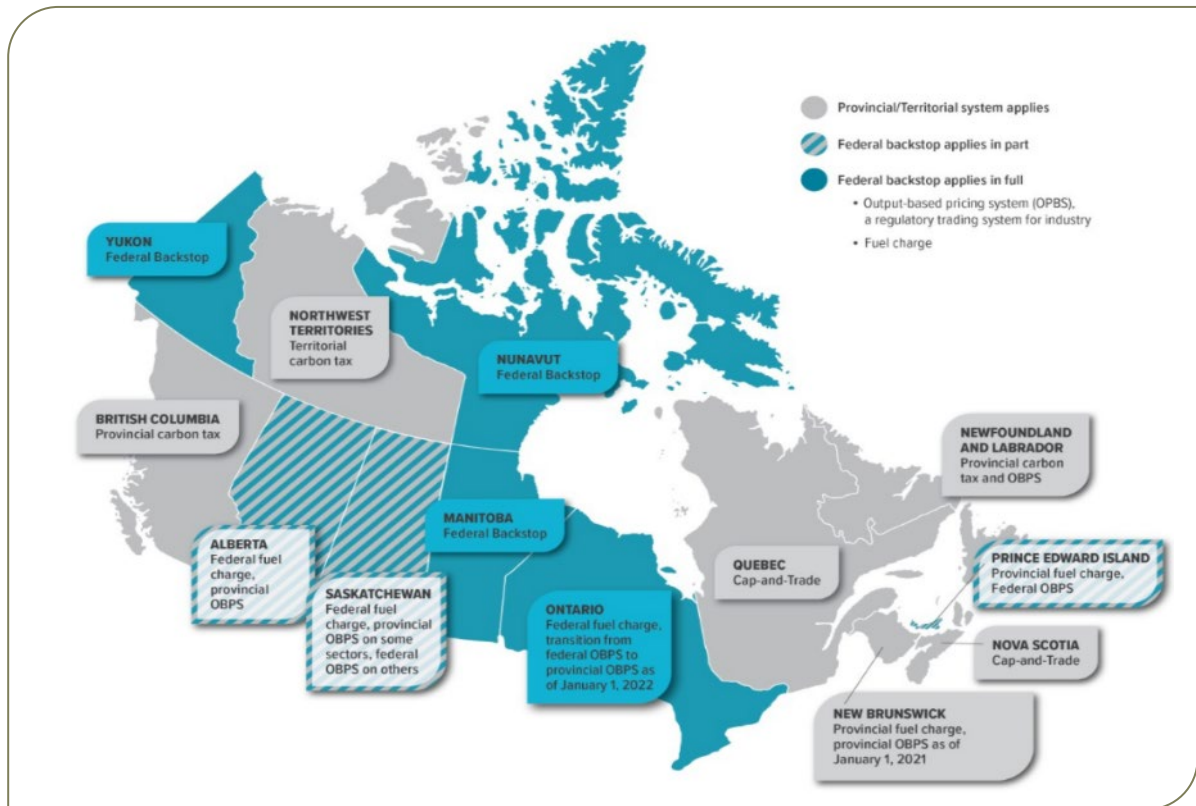 Provincial/Territorial system applies
Federal backstop applies in part
Federal backstop applies in full
• Output-based pricing system (OPBS),
a regulatory trading system for industry
• Fuel charge
YUKON
Federal Backstop
NORTHWEST
TERRITORIES
Territorial
carbon tax
NUNAVUT
Federal Backstop
BRITISH COLUMBIA
Provincial carbon tax
NEWFOUNDLAND
AND LABRADOR
Provincial carbon
tax and OBPS
MANITOBA
Federal Backstop
ALBERTA
Federal fuel
charge,
provincial
OBPS
SASKATCHEWAN
Federal fuel
charge, provincial
OBPS on some
sectors, federal
OBPS on others
ONTARIO
Federal fuel charge,
transition from
federal OBPS to
provincial OBPS as
of January 1, 2022
QUEBEC
Cap-and-Trade
PRINCE EDWARD ISLAND
Provincial fuel charge,
Federal OBPS
NOVA SCOTIA
Cap-and-Trade
NEW BRUNSWICK
Provincial fuel charge,
provincial OBPS as of
January 1, 2021